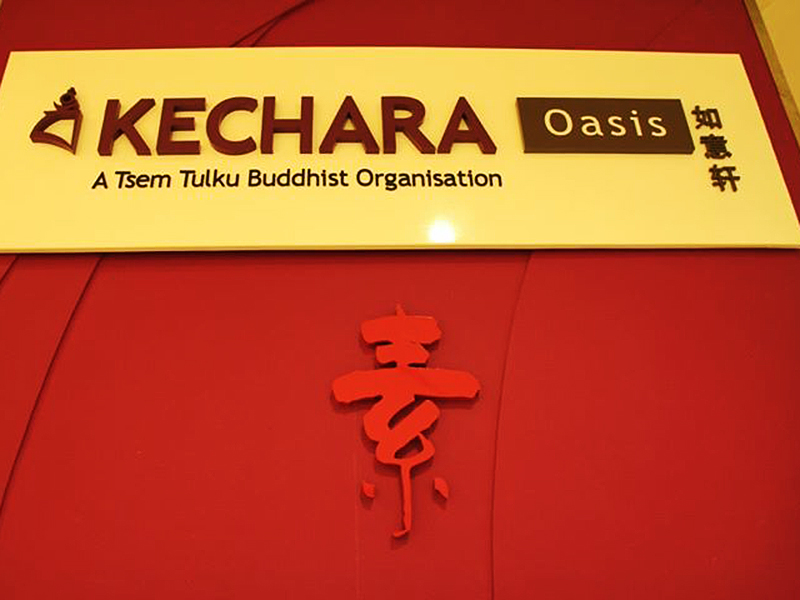 KECHARA Oasis
如意轩
A Tsem Tulku Buddhist Organisation
素